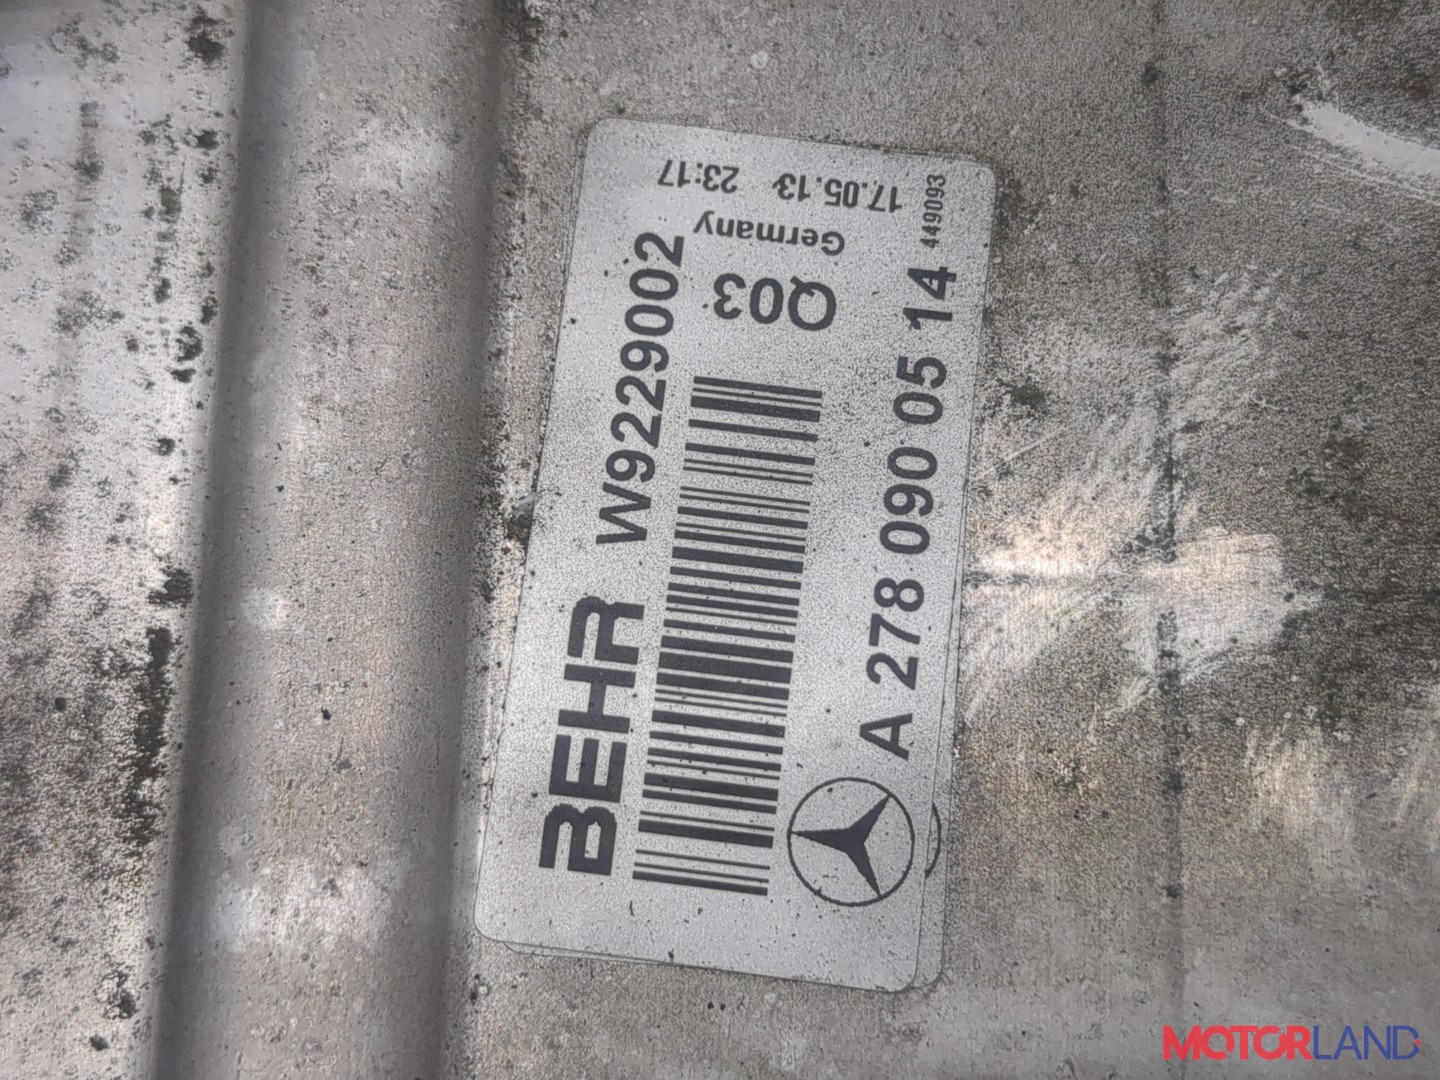 BEHR W9229002
Q03
Germany
17.05.13 23:17
449093
A 278 090 05 14
MOTORLAND